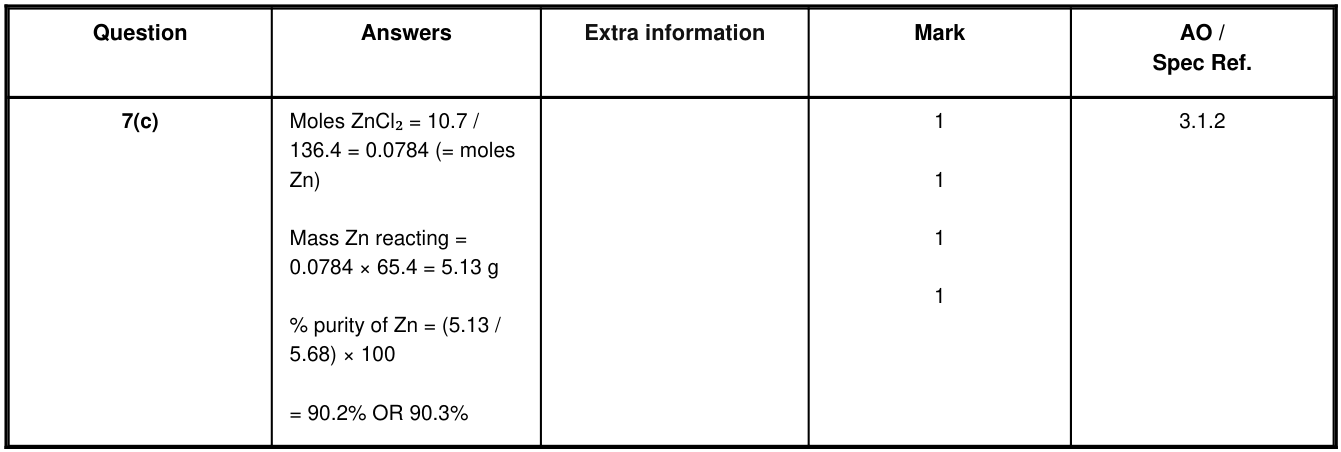 Question Answers Extra information Mark AO /
Spec Ref.
7(c) Moles ZnCl₂ = 10.7 / 1 3.1.2
136.4 = 0.0784 (= moles
Zn) 1
Mass Zn reacting = 1
0.0784 × 65.4 = 5.13 g
1
% purity of Zn = (5.13 /
5.68) × 100
= 90.2% OR 90.3%